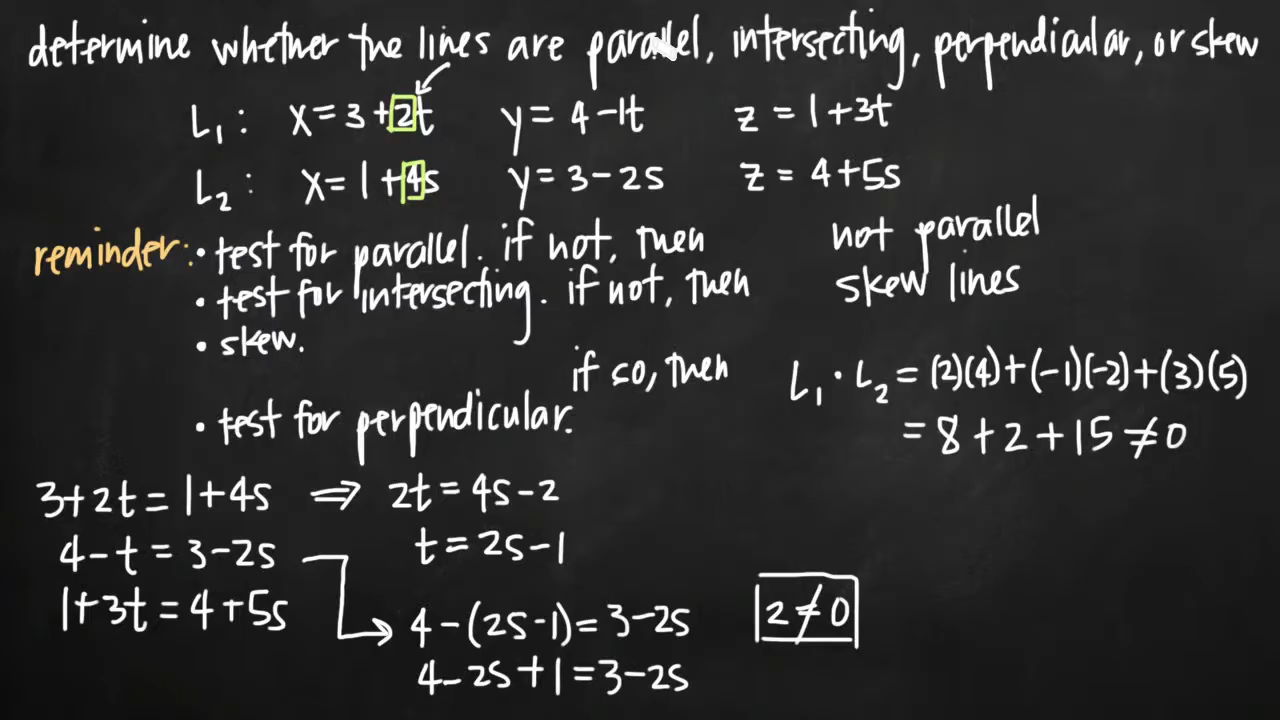 determine whether the lines are parallel, intersecting, perpendicular, or skew
L₁: x = 3 + 2t y = 4 - 1t z = 1 + 3t
L₂: x = 1 + 4s y = 3 - 2s z = 4 + 5s
reminder: • test for parallel. if not, then
• test for intersecting. if not, then
• skew.
if so, then
• test for perpendicular.
not parallel
skew lines
L₁ · L₂ = (2)(4) + (-1)(-2) + (3)(5)
= 8 + 2 + 15 ≠ 0
3 + 2t = 1 + 4s ⇒ 2t = 4s - 2
t = 2s - 1
4 - t = 3 - 2s
1 + 3t = 4 + 5s
4 - (2s - 1) = 3 - 2s
4 - 2s + 1 = 3 - 2s
2 ≠ 0